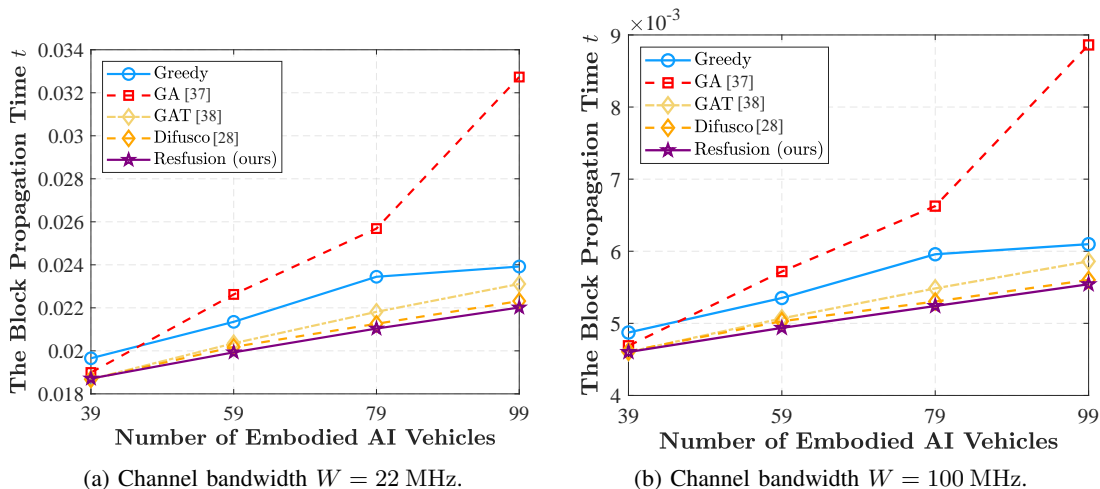 The Block Propagation Time t
0.034
0.032
0.03
0.028
0.026
0.024
0.022
0.02
0.018
Greedy
GA [37]
GAT [38]
Difusco [28]
Resfusion (ours)
39
59
79
99
Number of Embodied AI Vehicles
(a) Channel bandwidth W = 22 MHz.
×10⁻³
The Block Propagation Time t
9
8
7
6
5
4
Greedy
GA [37]
GAT [38]
Difusco [28]
Resfusion (ours)
39
59
79
99
Number of Embodied AI Vehicles
(b) Channel bandwidth W = 100 MHz.